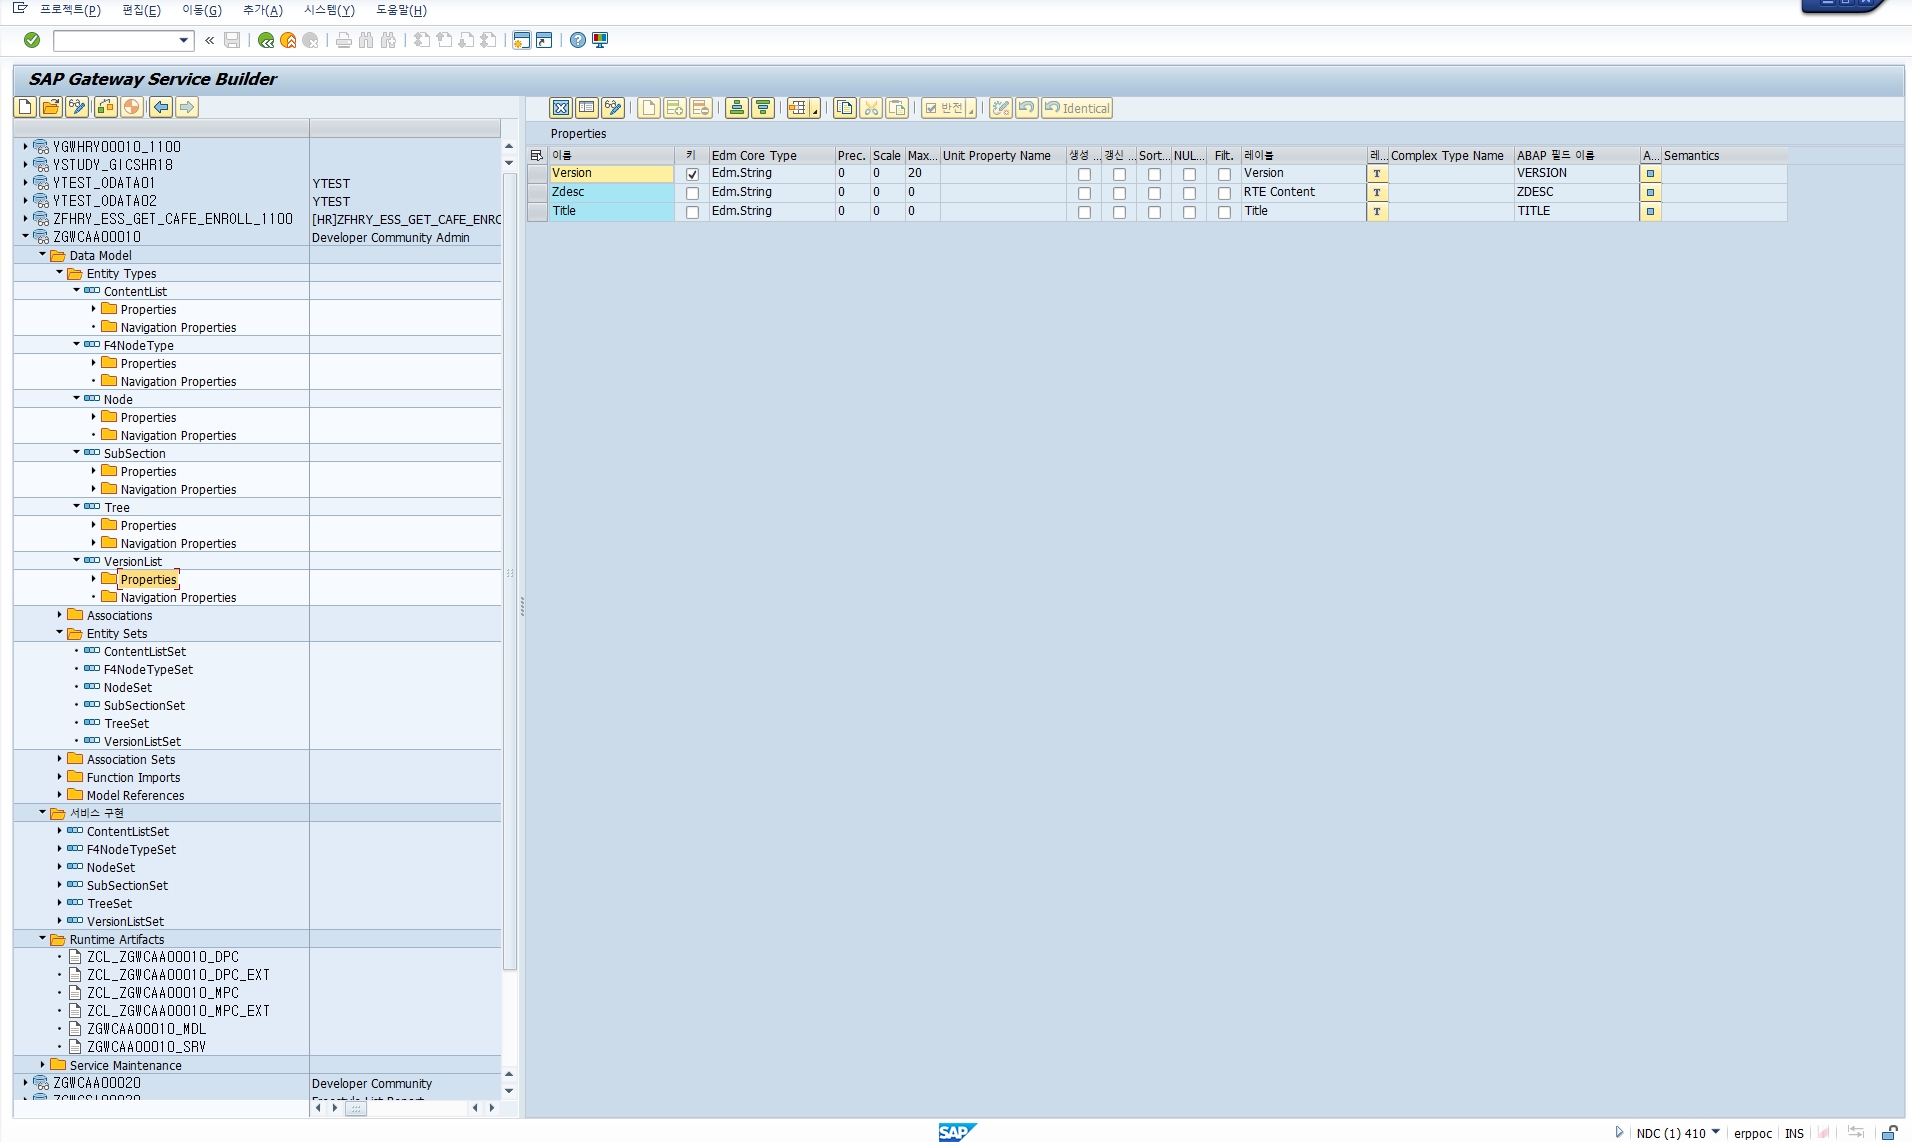 프로젝트(P) 편집(E) 이동(G) 추가(A) 시스템(Y) 도움말(H)
SAP Gateway Service Builder
반전 Identical
YGWHRY00010_1100
YSTUDY_GICSHR18
YTEST_ODATA01 YTEST
YTEST_ODATA02 YTEST
ZFHRY_ESS_GET_CAFE_ENROLL_1100 [HR]ZFHRY_ESS_GET_CAFE_ENRC
ZGWCAA00010 Developer Community Admin
Data Model
Entity Types
ContentList
Properties
Navigation Properties
F4NodeType
Properties
Navigation Properties
Node
Properties
Navigation Properties
SubSection
Properties
Navigation Properties
Tree
Properties
Navigation Properties
VersionList
Properties
Navigation Properties
Associations
Entity Sets
ContentListSet
F4NodeTypeSet
NodeSet
SubSectionSet
TreeSet
VersionListSet
Association Sets
Function Imports
Model References
서비스 구현
ContentListSet
F4NodeTypeSet
NodeSet
SubSectionSet
TreeSet
VersionListSet
Runtime Artifacts
ZCL_ZGWCAA00010_DPC
ZCL_ZGWCAA00010_DPC_EXT
ZCL_ZGWCAA00010_MPC
ZCL_ZGWCAA00010_MPC_EXT
ZGWCAA00010_MDL
ZGWCAA00010_SRV
Service Maintenance
ZGWCAA00020 Developer Community
Properties
이름 키 Edm Core Type Prec. Scale Max... Unit Property Name 생성 ... 갱신 ... Sort... NUL... Filt. 레이블 레... Complex Type Name ABAP 필드 이름 A... Semantics
Version Edm.String 0 0 20 Version T VERSION
Zdesc Edm.String 0 0 0 RTE Content T ZDESC
Title Edm.String 0 0 0 Title T TITLE
SAP
NDC (1) 410 erppoc INS